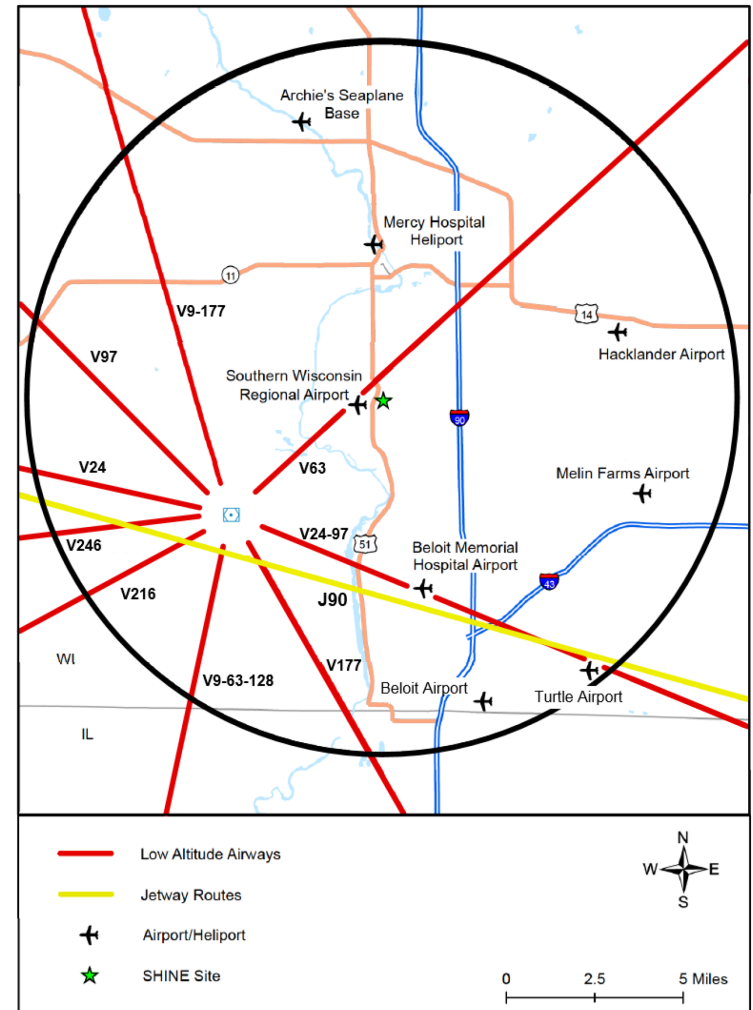 Archie's Seaplane
Base
Mercy Hospital
Heliport
11
V9-177
14
V97
Hacklander Airport
Southern Wisconsin
Regional Airport
90
V24
V63
Melin Farms Airport
V24-97
V246
51
Beloit Memorial
Hospital Airport
43
V216
J90
WI
V177
V9-63-128
Beloit Airport
Turtle Airport
IL
Low Altitude Airways
Jetway Routes
Airport/Heliport
SHINE Site
N
W
E
S
0 2.5 5 Miles